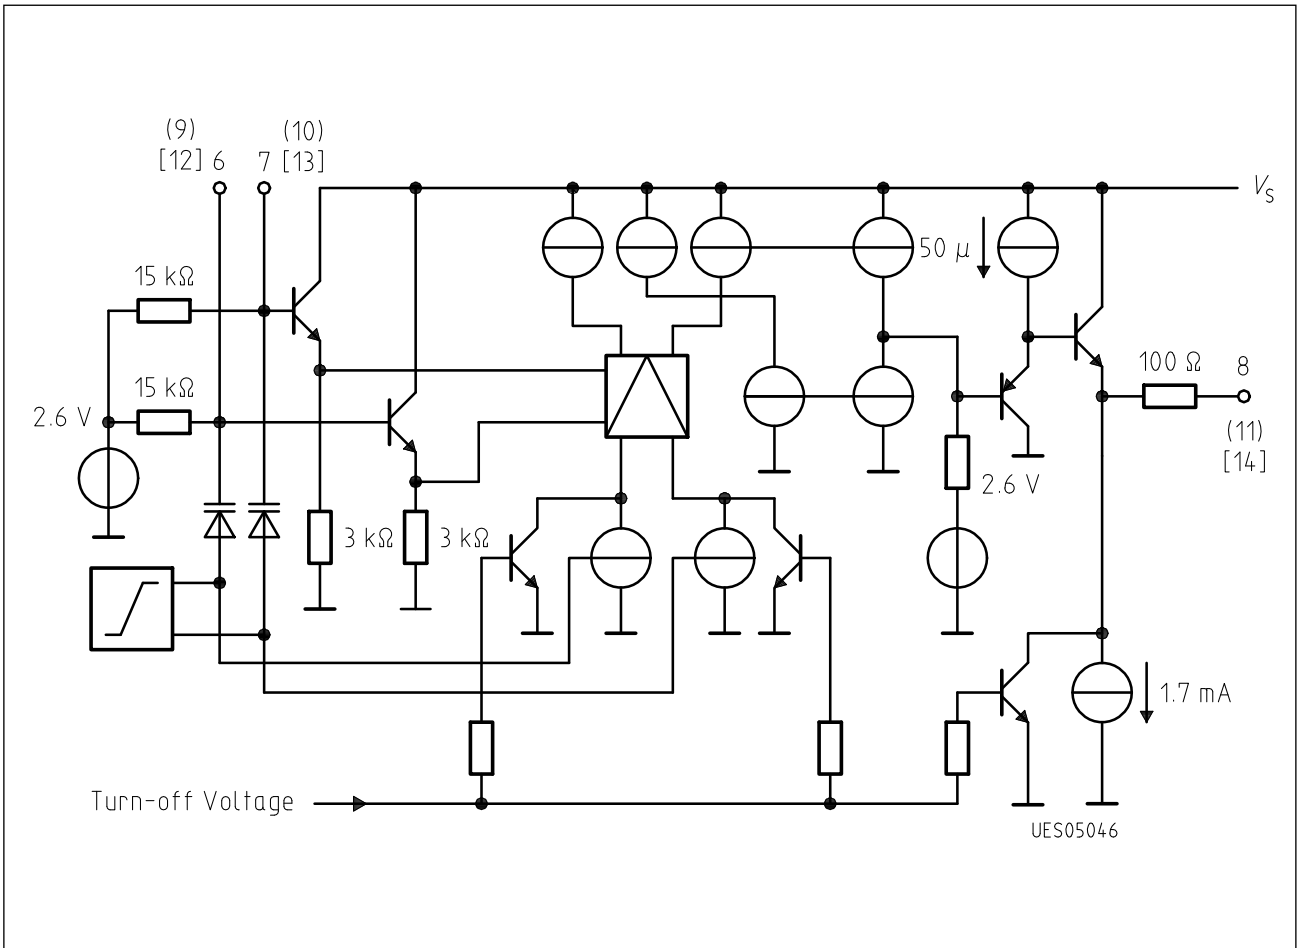 (9)
[12] 6
(10)
7 [13]
Vs
15 kΩ
50 µ
15 kΩ
2.6 V
100 Ω
8
(11)
[14]
2.6 V
3 kΩ
3 kΩ
1.7 mA
Turn-off Voltage
UES05046